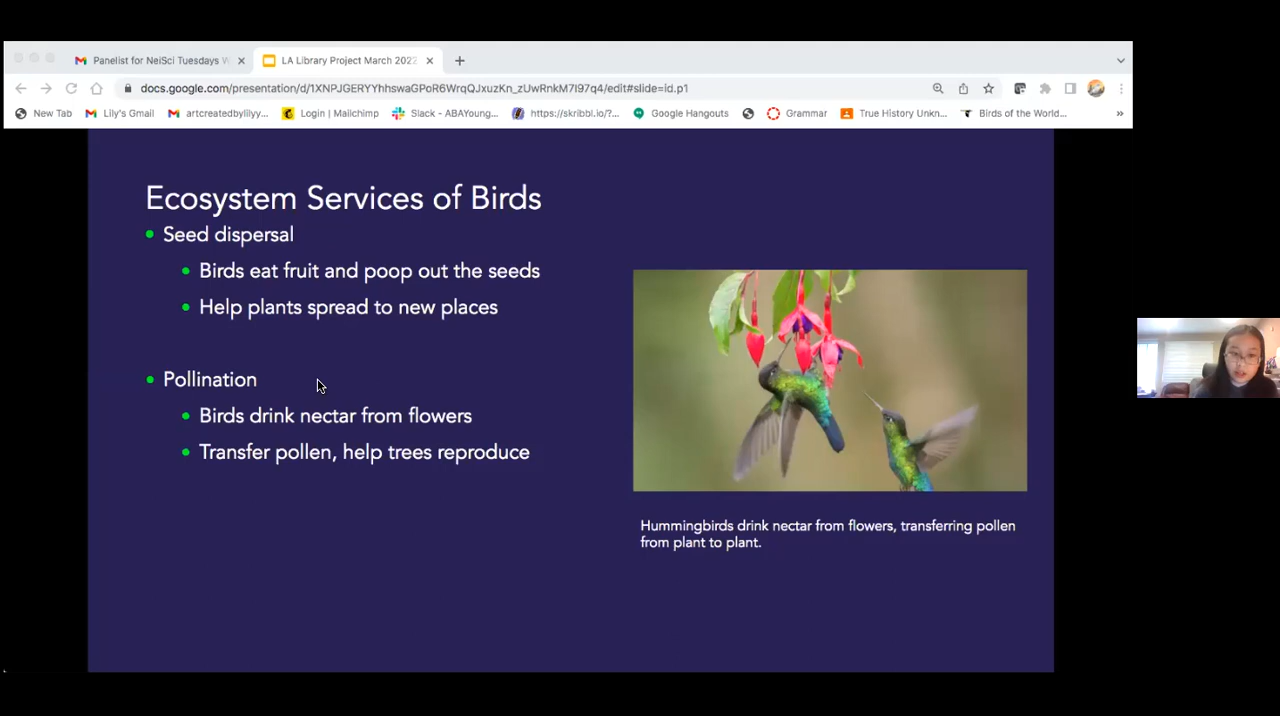 Panelist for NeiSci Tuesdays W
LA Library Project March 2022
docs.google.com/presentation/d/1XNPJGERYYhhswaGPoR6WrqQJxuzKn_zUwRnkM7I97q4/edit#slide=id.p1
New Tab
Lily's Gmail
artcreatedbylilyy...
Login | Mailchimp
Slack - ABAYoung...
https://skribbl.io/?...
Google Hangouts
Grammar
True History Unkn...
Birds of the World...
Ecosystem Services of Birds
Seed dispersal
Birds eat fruit and poop out the seeds
Help plants spread to new places
Pollination
Birds drink nectar from flowers
Transfer pollen, help trees reproduce
Hummingbirds drink nectar from flowers, transferring pollen
from plant to plant.